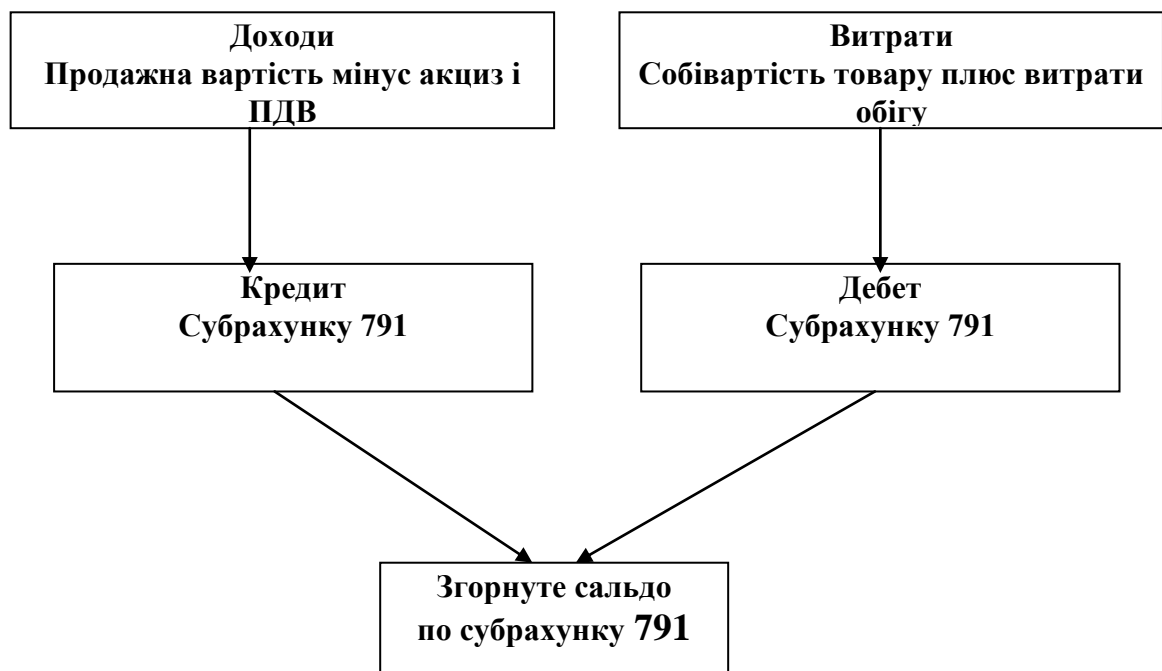 Доходи
Продажна вартість мінус акциз і
ПДВ
Витрати
Собівартість товару плюс витрати
обігу
Кредит
Субрахунку 791
Дебет
Субрахунку 791
Згорнуте сальдо
по субрахунку 791